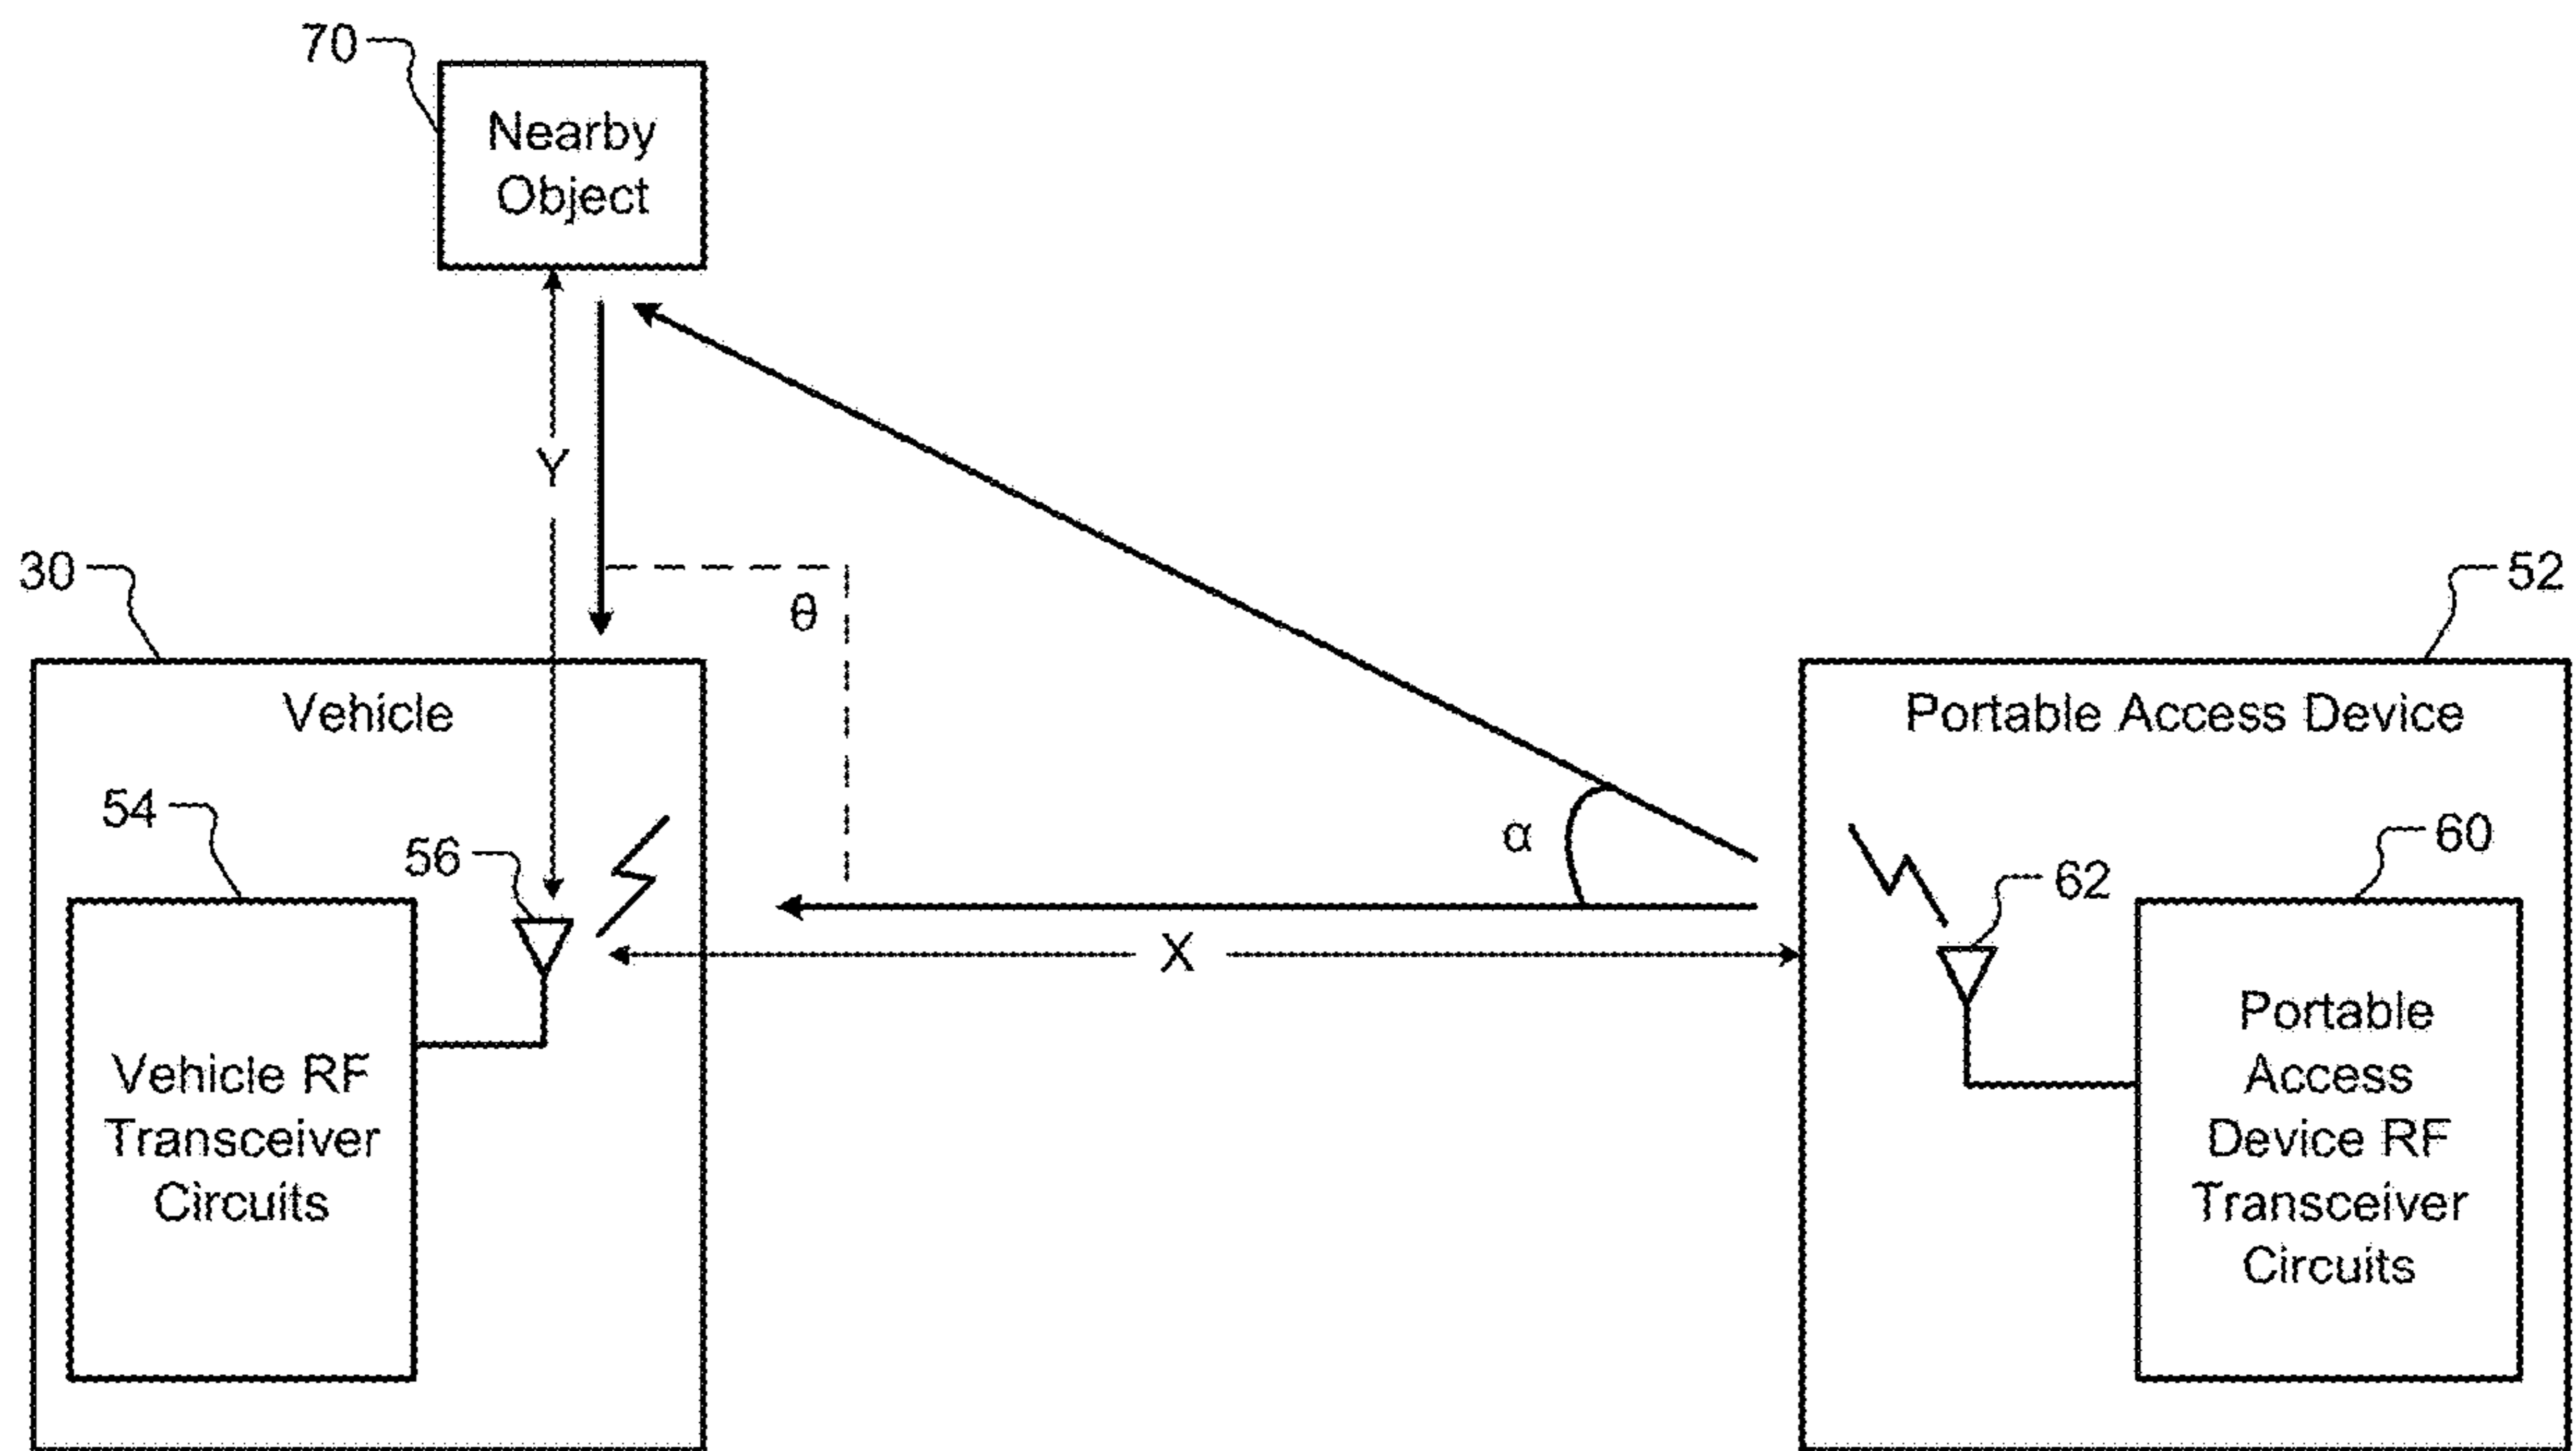 70
Nearby
Object
Y
30
θ
52
Vehicle
Portable Access Device
54
56
α
60
62
X
Vehicle RF
Transceiver
Circuits
Portable
Access
Device RF
Transceiver
Circuits